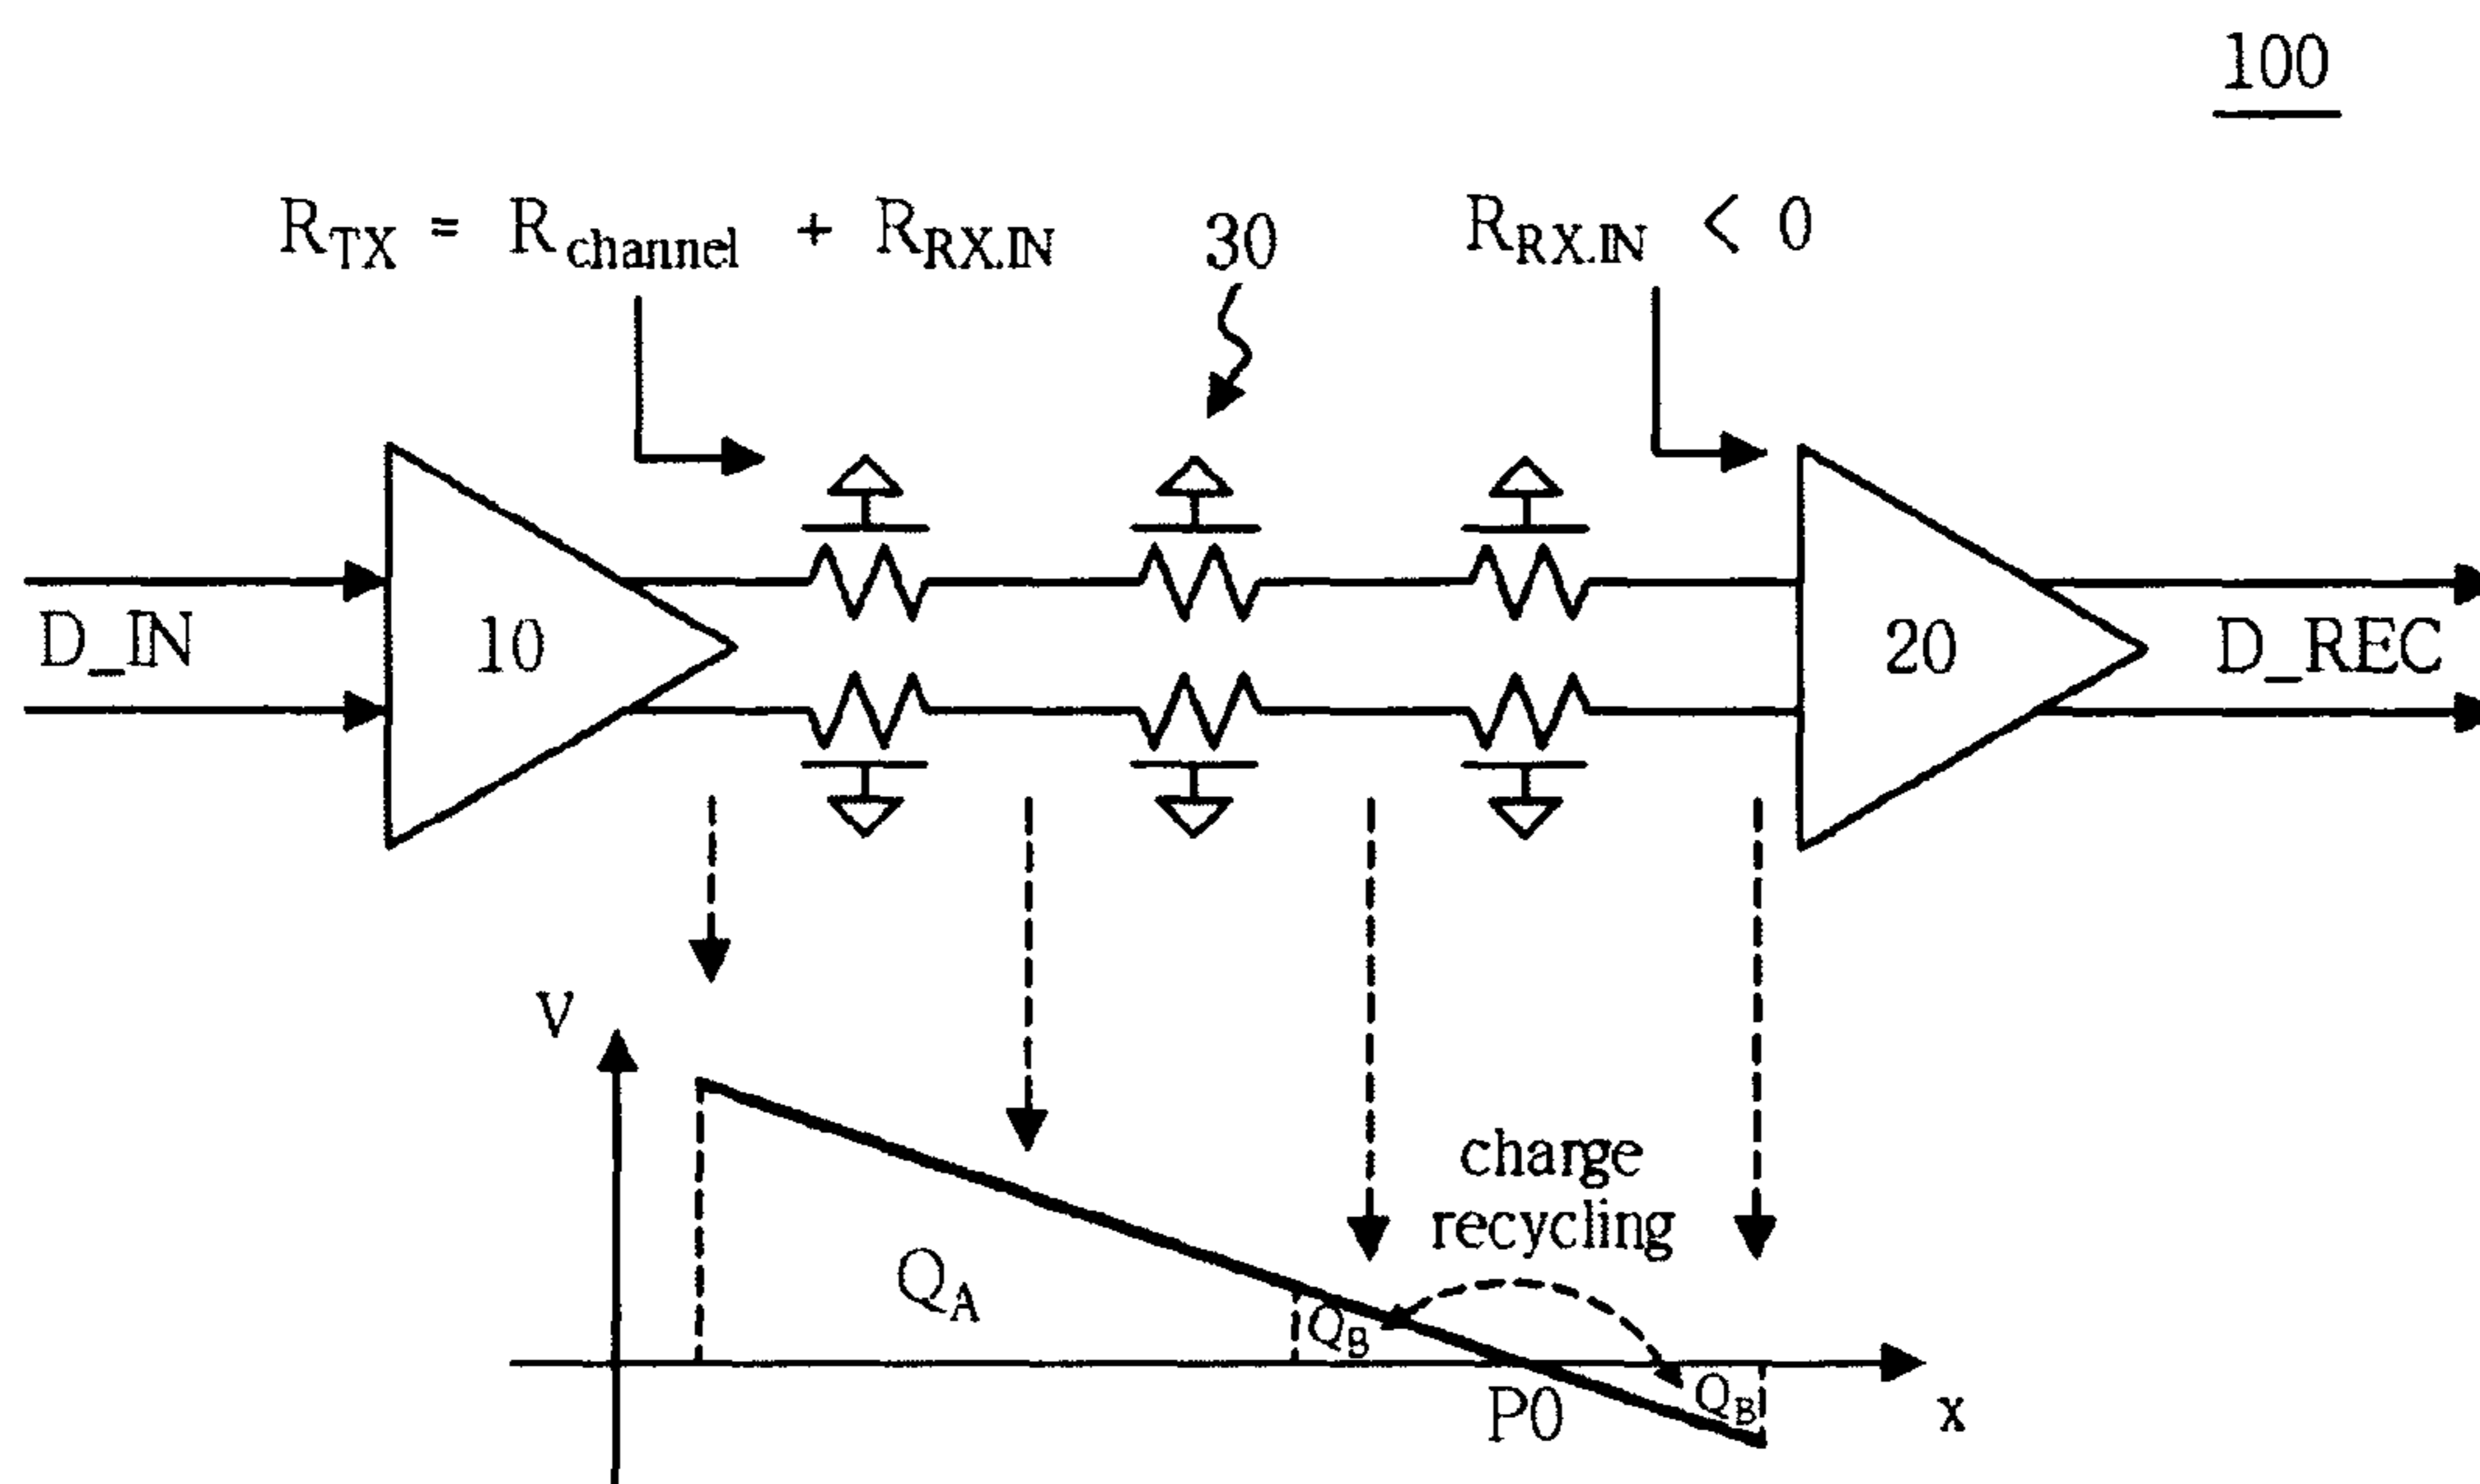 100
R_TX = R_channel + R_RX.IN
30
R_RX.IN < 0
D_IN
10
20
D_REC
V
charge
recycling
Q_A
Q_B
Q_B
P0
x